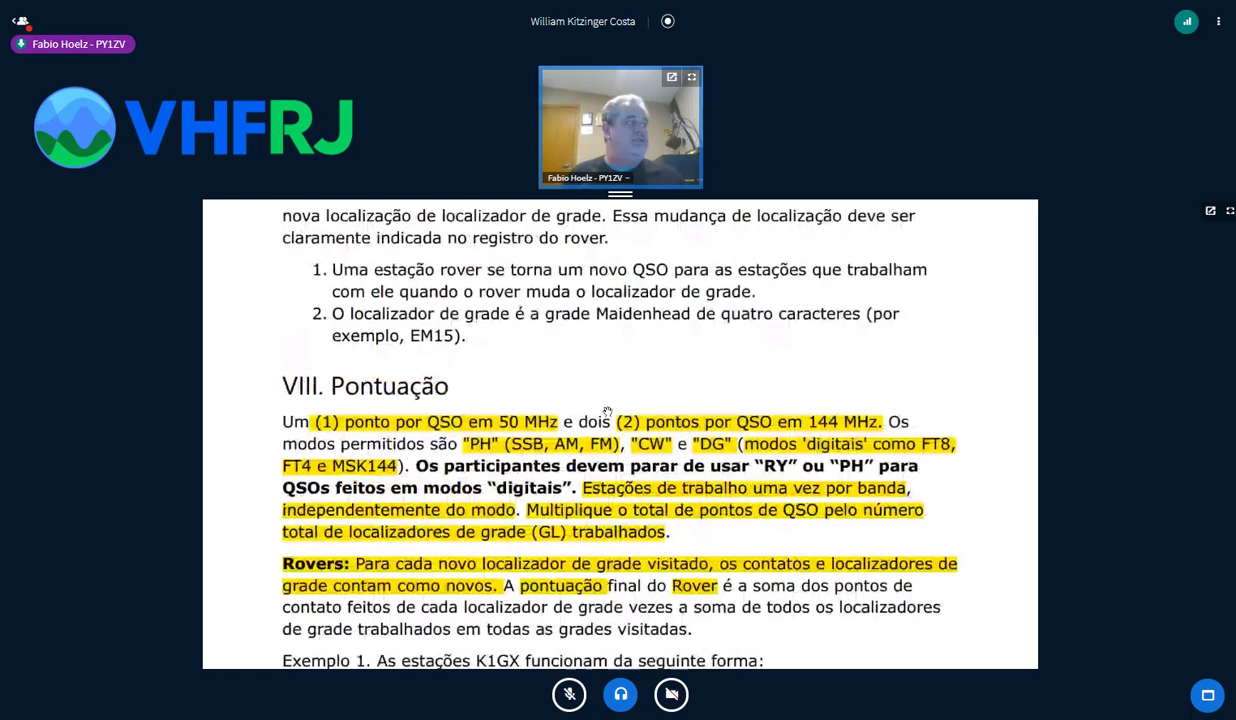 William Kitzinger Costa
Fabio Hoelz - PY1ZV
VHFRJ
Fabio Hoelz - PY1ZV
nova localização de localizador de grade. Essa mudança de localização deve ser
claramente indicada no registro do rover.
1. Uma estação rover se torna um novo QSO para as estações que trabalham
com ele quando o rover muda o localizador de grade.
2. O localizador de grade é a grade Maidenhead de quatro caracteres (por
exemplo, EM15).
VIII. Pontuação
Um (1) ponto por QSO em 50 MHz e dois (2) pontos por QSO em 144 MHz. Os
modos permitidos são "PH" (SSB, AM, FM), "CW" e "DG" (modos 'digitais' como FT8,
FT4 e MSK144). Os participantes devem parar de usar “RY” ou “PH” para
QSOs feitos em modos “digitais”. Estações de trabalho uma vez por banda,
independentemente do modo. Multiplique o total de pontos de QSO pelo número
total de localizadores de grade (GL) trabalhados.
Rovers: Para cada novo localizador de grade visitado, os contatos e localizadores de
grade contam como novos. A pontuação final do Rover é a soma dos pontos de
contato feitos de cada localizador de grade vezes a soma de todos os localizadores
de grade trabalhados em todas as grades visitadas.
Exemplo 1. As estações K1GX funcionam da seguinte forma: